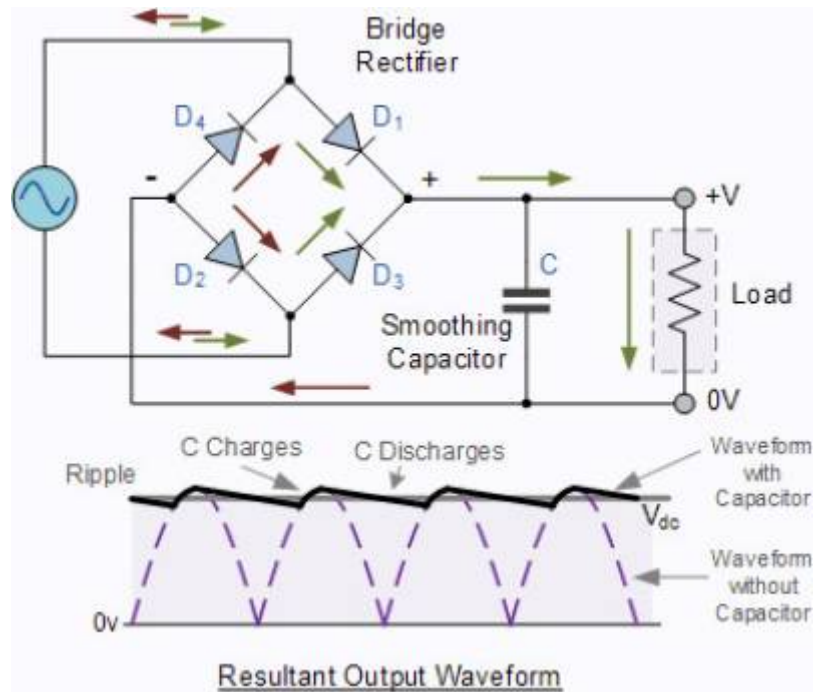 Bridge
Rectifier
D4
D1
-
+
+V
D2
D3
C
Load
Smoothing
Capacitor
0V
C Charges
C Discharges
Waveform
with
Capacitor
Ripple
Vdc
Waveform
without
Capacitor
0v
Resultant Output Waveform